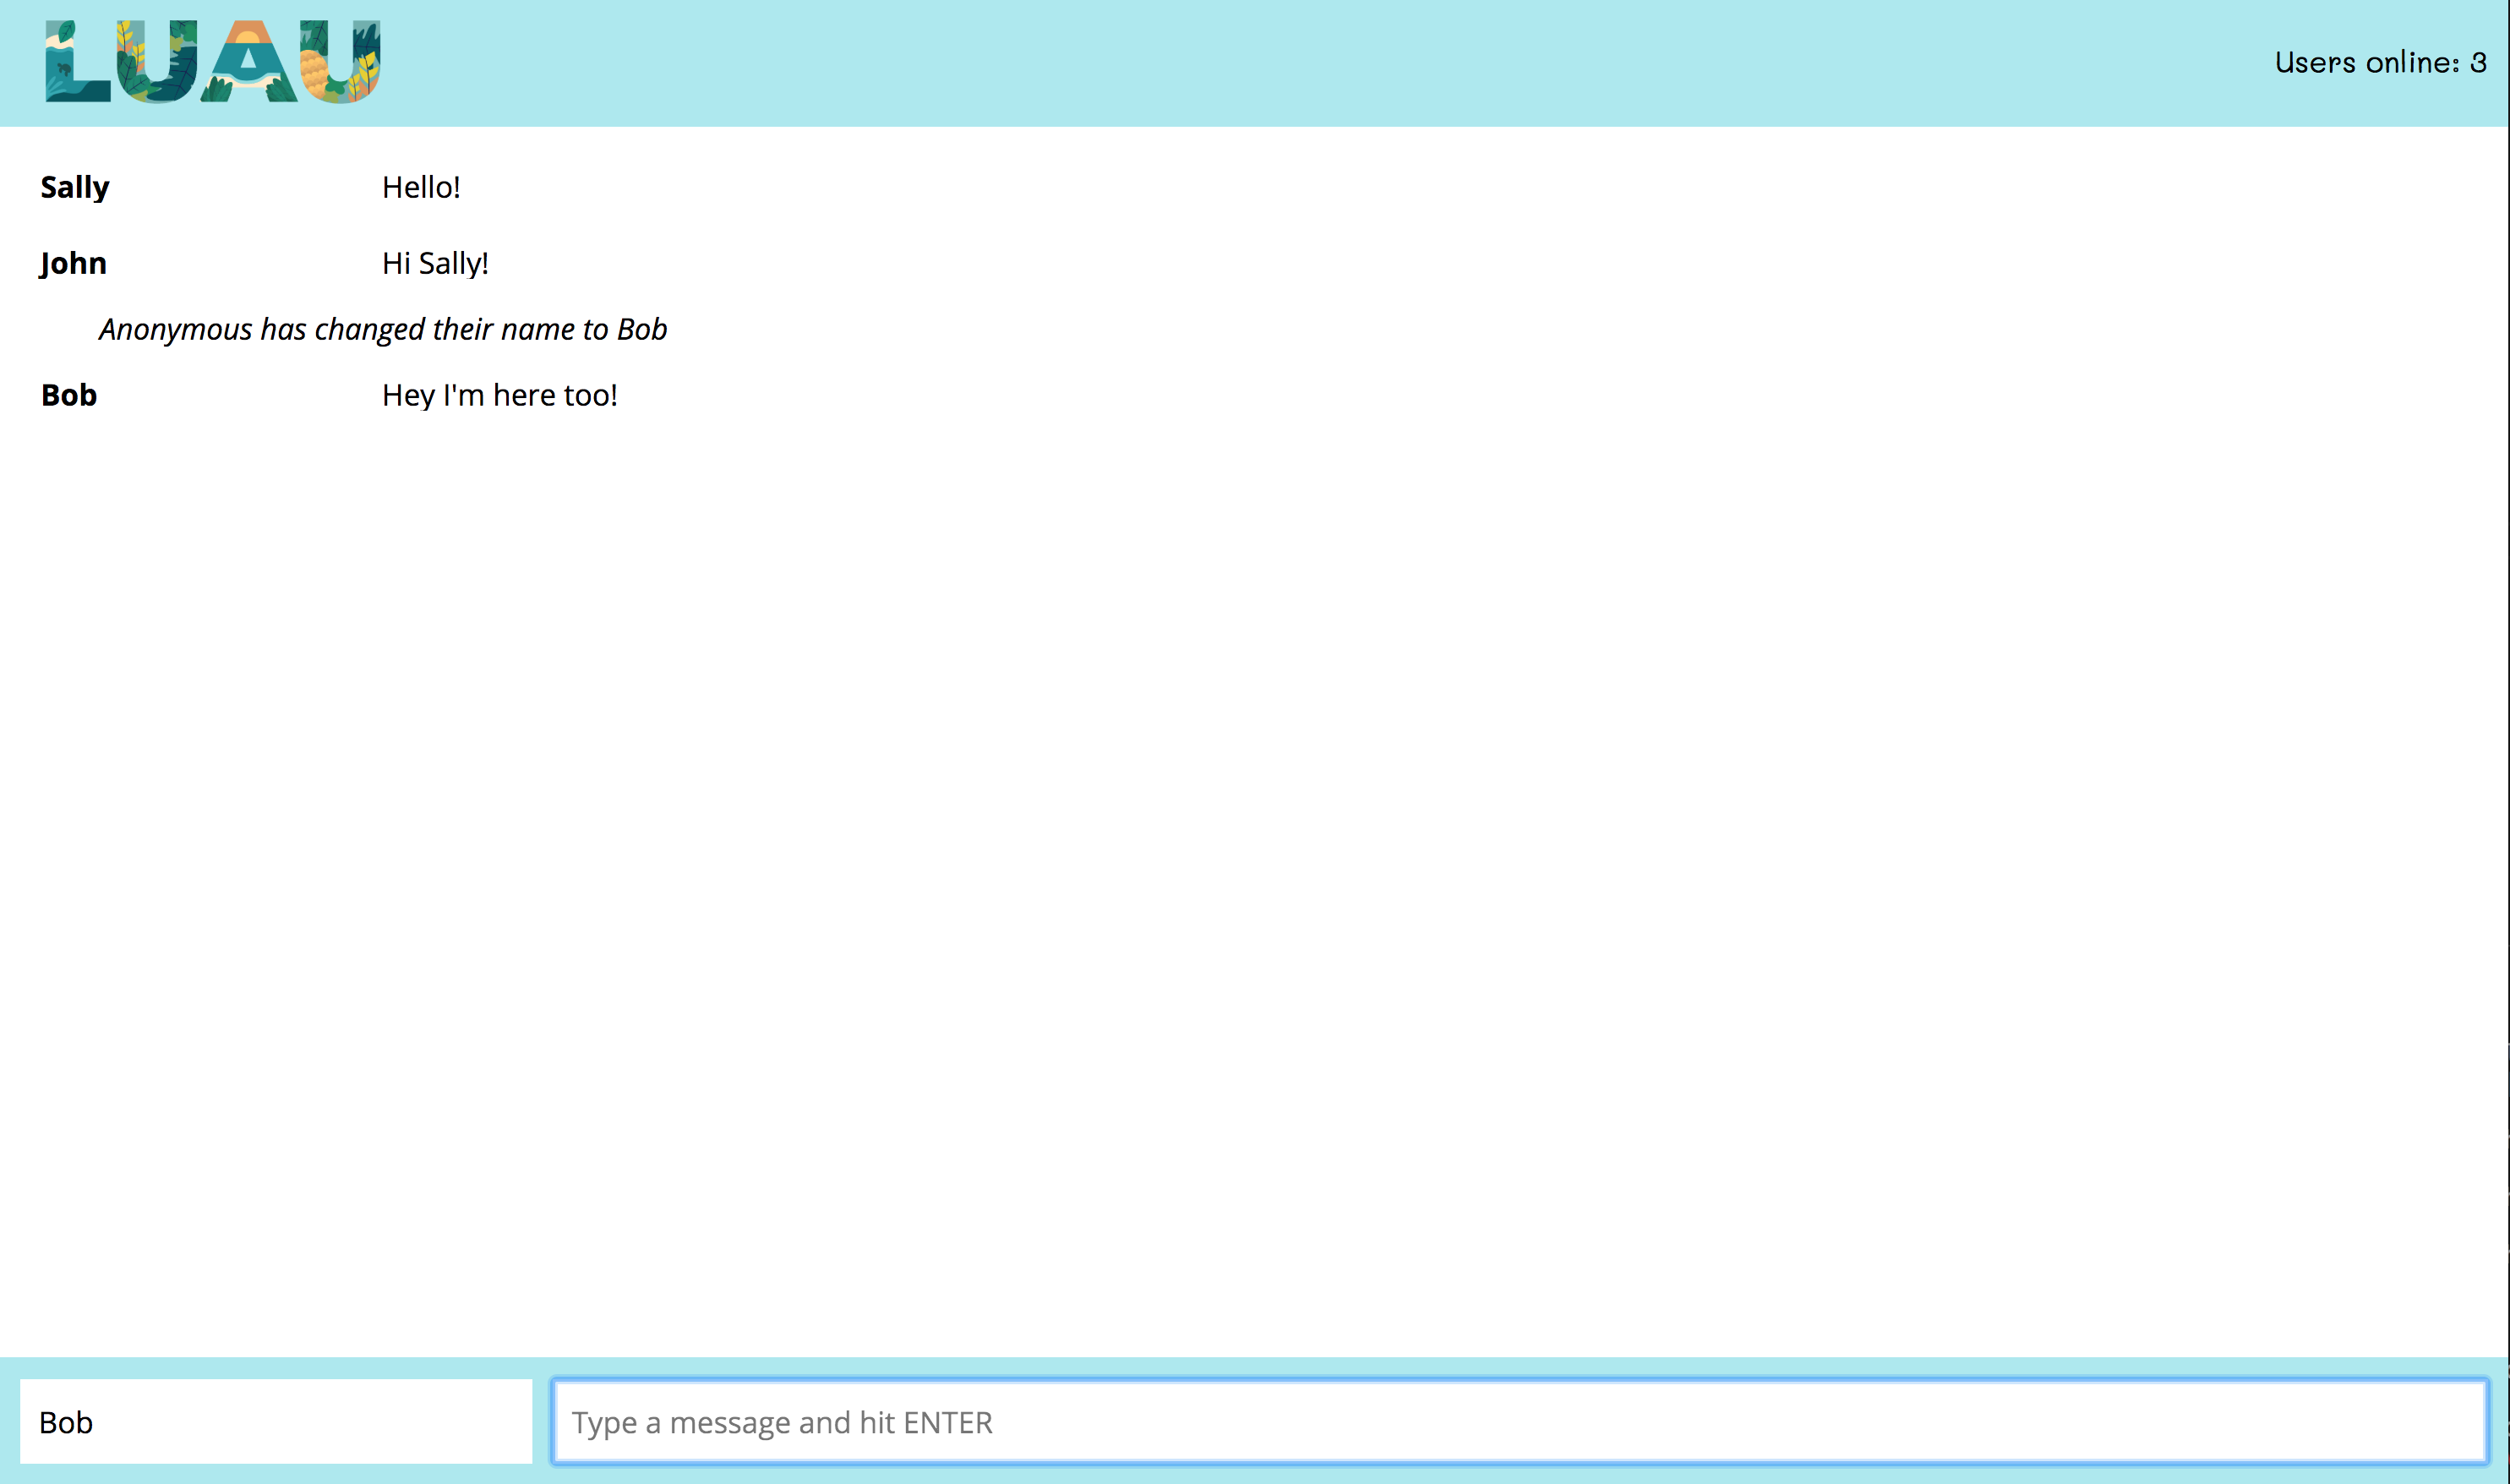 LUAU
Users online: 3
Sally Hello!
John Hi Sally!
Anonymous has changed their name to Bob
Bob Hey I'm here too!
Bob Type a message and hit ENTER